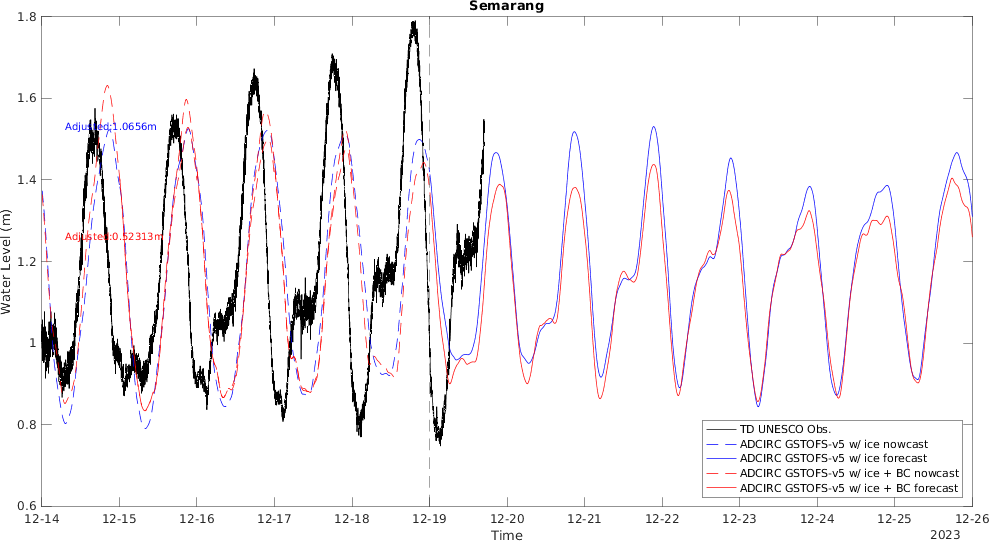 Semarang
1.8
1.6
1.4
1.2
1
0.8
0.6
Water Level (m)
Adjusted:1.0656m
Adjusted:0.52313m
TD UNESCO Obs.
ADCIRC GSTOFS-v5 w/ ice nowcast
ADCIRC GSTOFS-v5 w/ ice forecast
ADCIRC GSTOFS-v5 w/ ice + BC nowcast
ADCIRC GSTOFS-v5 w/ ice + BC forecast
12-14 12-15 12-16 12-17 12-18 12-19 12-20 12-21 12-22 12-23 12-24 12-25 12-26
Time
2023